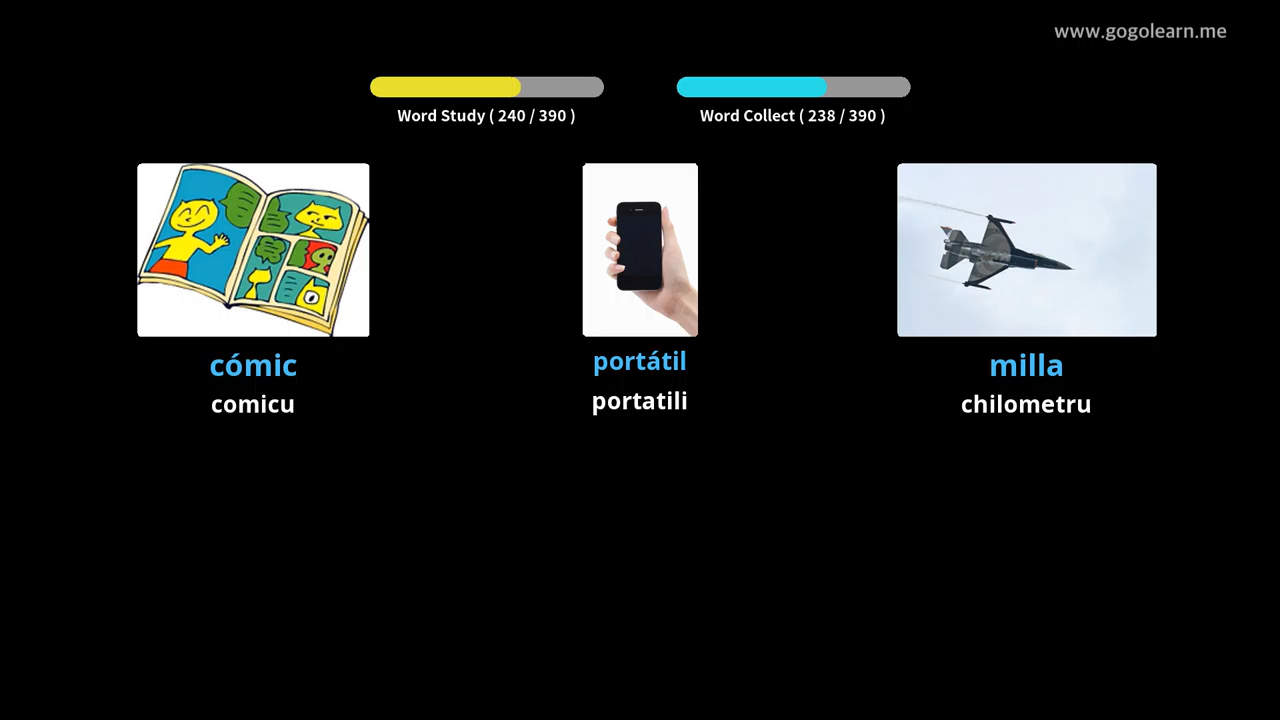 www.gogolearn.me
Word Study ( 240 / 390 )
Word Collect ( 238 / 390 )
cómic
portátil
milla
comicu
portatili
chilometru